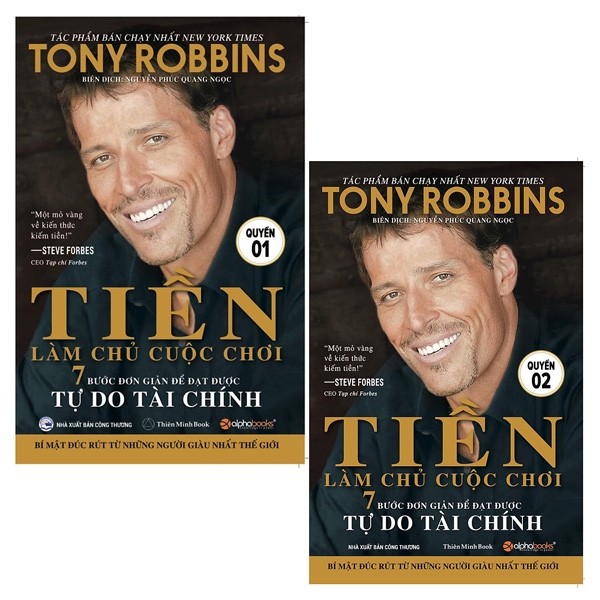 TÁC PHẨM BÁN CHẠY NHẤT NEW YORK TIMES
TONY ROBBINS
BIÊN DỊCH: NGUYỄN PHÚC QUANG NGỌC
“Một mỏ vàng
về kiến thức
kiếm tiền!”
—STEVE FORBES
CEO Tạp chí Forbes
QUYỂN
01
TIỀN
LÀM CHỦ CUỘC CHƠI
7 BƯỚC ĐƠN GIẢN ĐỂ ĐẠT ĐƯỢC
TỰ DO TÀI CHÍNH
NHÀ XUẤT BẢN CÔNG THƯƠNG
Thiên Minh Book
alphabooks
BÍ MẬT ĐÚC RÚT TỪ NHỮNG NGƯỜI GIÀU NHẤT THẾ GIỚI
TÁC PHẨM BÁN CHẠY NHẤT NEW YORK TIMES
TONY ROBBINS
BIÊN DỊCH: NGUYỄN PHÚC QUANG NGỌC
“Một mỏ vàng
về kiến thức
kiếm tiền!”
—STEVE FORBES
CEO Tạp chí Forbes
QUYỂN
02
TIỀN
LÀM CHỦ CUỘC CHƠI
7 BƯỚC ĐƠN GIẢN ĐỂ ĐẠT ĐƯỢC
TỰ DO TÀI CHÍNH
NHÀ XUẤT BẢN CÔNG THƯƠNG
Thiên Minh Book
alphabooks
BÍ MẬT ĐÚC RÚT TỪ NHỮNG NGƯỜI GIÀU NHẤT THẾ GIỚI